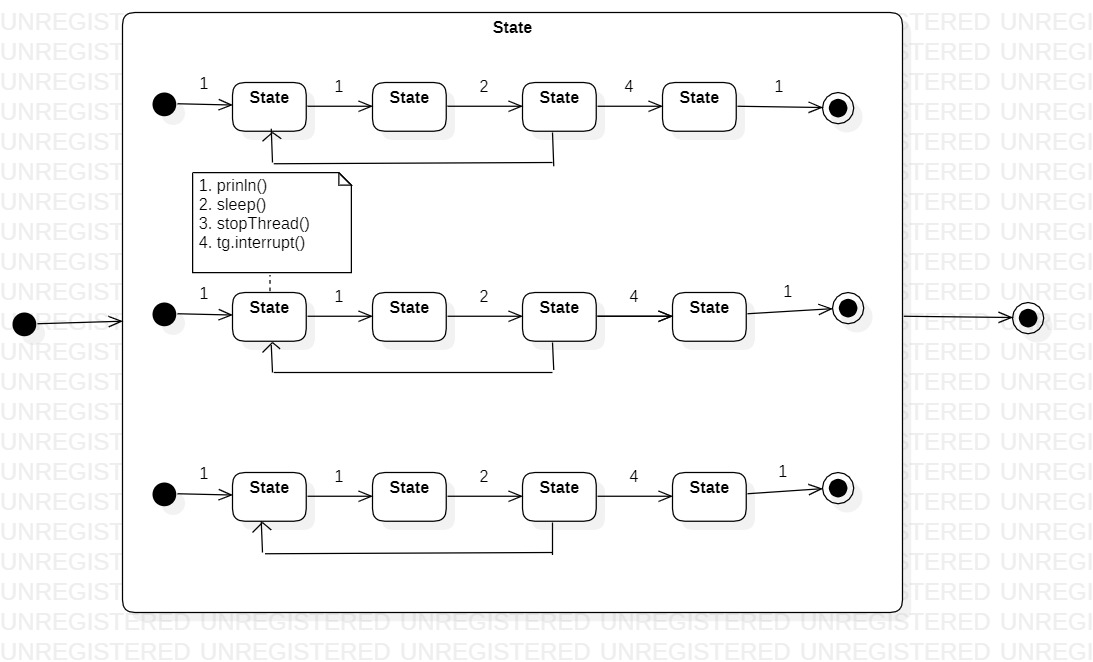 State
1 1 2 4 1
State State State State
1. prinln()
2. sleep()
3. stopThread()
4. tg.interrupt()
1 1 2 4 1
State State State State
1 1 2 4 1
State State State State
UNREGISTERED UNREGISTERED UNREGISTERED UNREGISTERED UNREGISTERED UNREGI
UNREGISTERED UNREGISTERED UNREGISTERED UNREGISTERED UNREGISTERED UNREGI